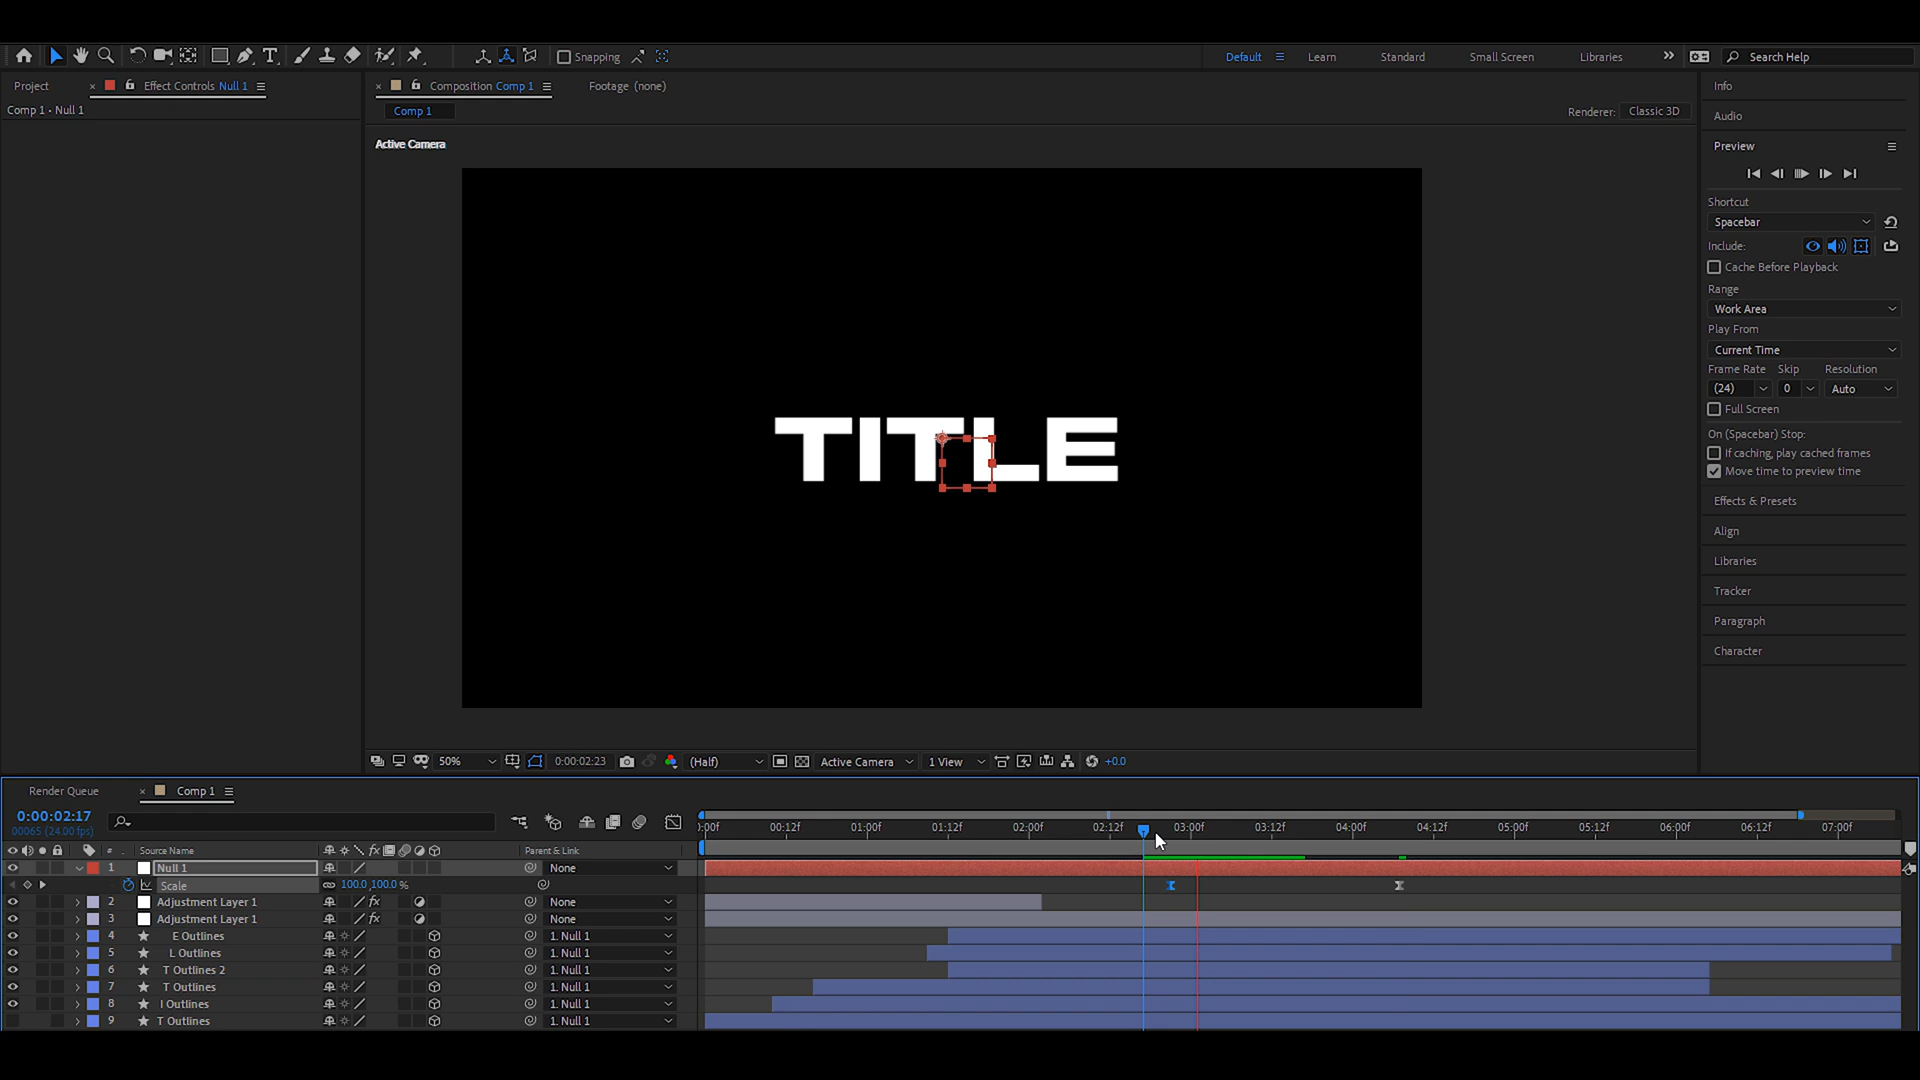 Snapping
Default
Learn
Standard
Small Screen
Libraries
Search Help
Project
Effect Controls Null 1
Composition Comp 1
Footage (none)
Info
Comp 1 • Null 1
Comp 1
Renderer: Classic 3D
Audio
Active Camera
Preview
Shortcut
Spacebar
Include:
Cache Before Playback
Range
Work Area
Play From
Current Time
Frame Rate Skip Resolution
(24) 0 Auto
Full Screen
On (Spacebar) Stop:
If caching, play cached frames
Move time to preview time
Effects & Presets
Align
Libraries
Tracker
Paragraph
Character
TITLE
50%
0:00:02:23
(Half)
Active Camera
1 View
+0.0
Render Queue
Comp 1
0:00:02:17
00065 (24.00 fps)
:00f 00:12f 01:00f 01:12f 02:00f 02:12f 03:00f 03:12f 04:00f 04:12f 05:00f 05:12f 06:00f 06:12f 07:00f
# Source Name fx Parent & Link
1 Null 1 None
Scale 100.0,100.0%
2 Adjustment Layer 1 fx None
3 Adjustment Layer 1 fx None
4 E Outlines 1. Null 1
5 L Outlines 1. Null 1
6 T Outlines 2 1. Null 1
7 T Outlines 1. Null 1
8 I Outlines 1. Null 1
9 T Outlines 1. Null 1